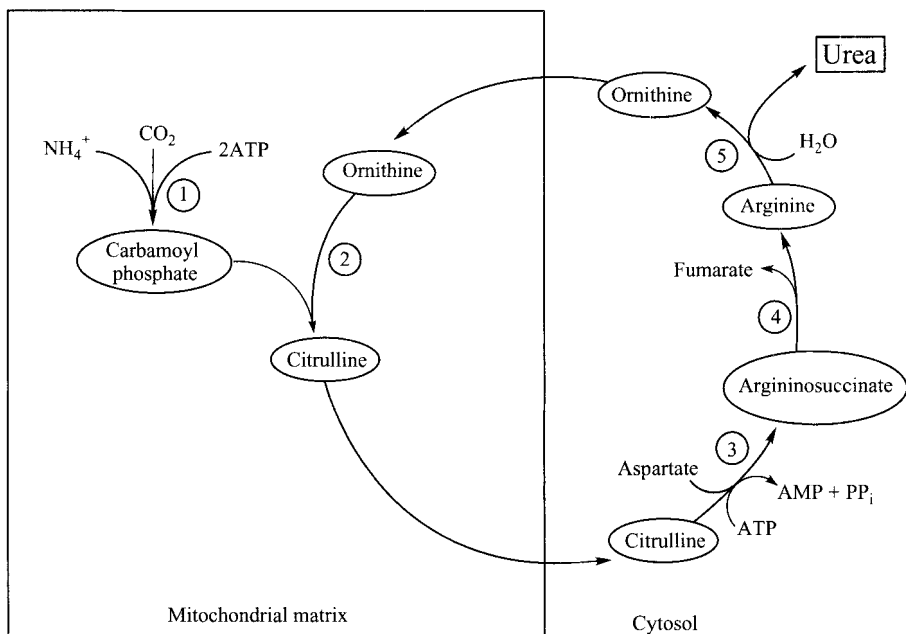 Urea
Ornithine
CO₂
NH₄⁺
2ATP
5
H₂O
Ornithine
1
Arginine
Carbamoyl
phosphate
2
Fumarate
4
Citrulline
Argininosuccinate
3
Aspartate
AMP + PPᵢ
ATP
Citrulline
Mitochondrial matrix
Cytosol